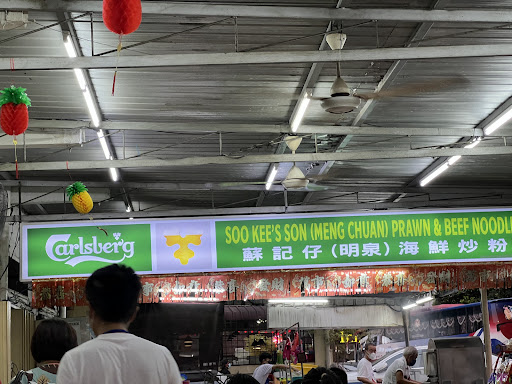 Carlsberg
SOO KEE'S SON (MENG CHUAN) PRAWN & BEEF NOODL
蘇記仔(明泉)海鮮炒粉